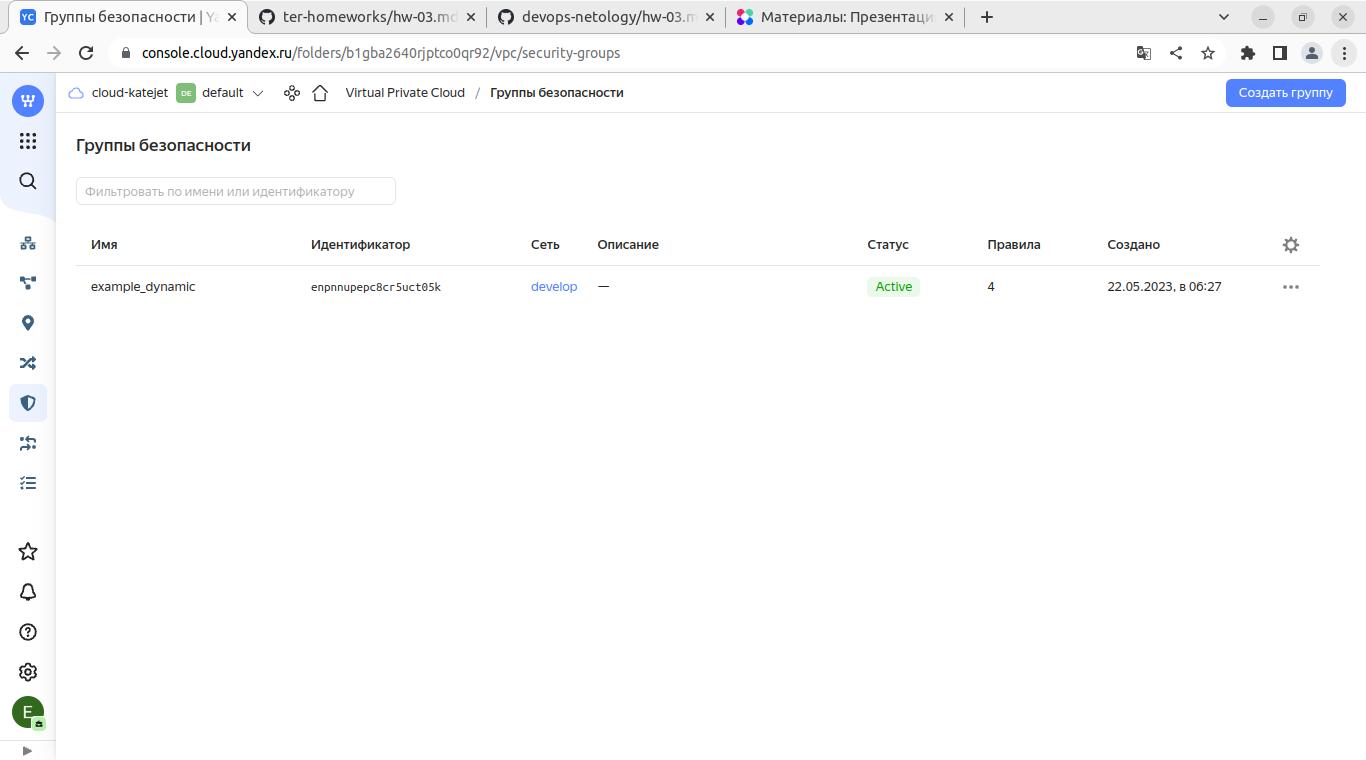 Группы безопасности | Ya
ter-homeworks/hw-03.md
devops-netology/hw-03.m
Материалы: Презентаци
console.cloud.yandex.ru/folders/b1gba2640rjptco0qr92/vpc/security-groups
cloud-katejet DE default Virtual Private Cloud / Группы безопасности Создать группу
Группы безопасности
Фильтровать по имени или идентификатору
Имя Идентификатор Сеть Описание Статус Правила Создано
example_dynamic enpnnupepc8cr5uct05k develop — Active 4 22.05.2023, в 06:27
E